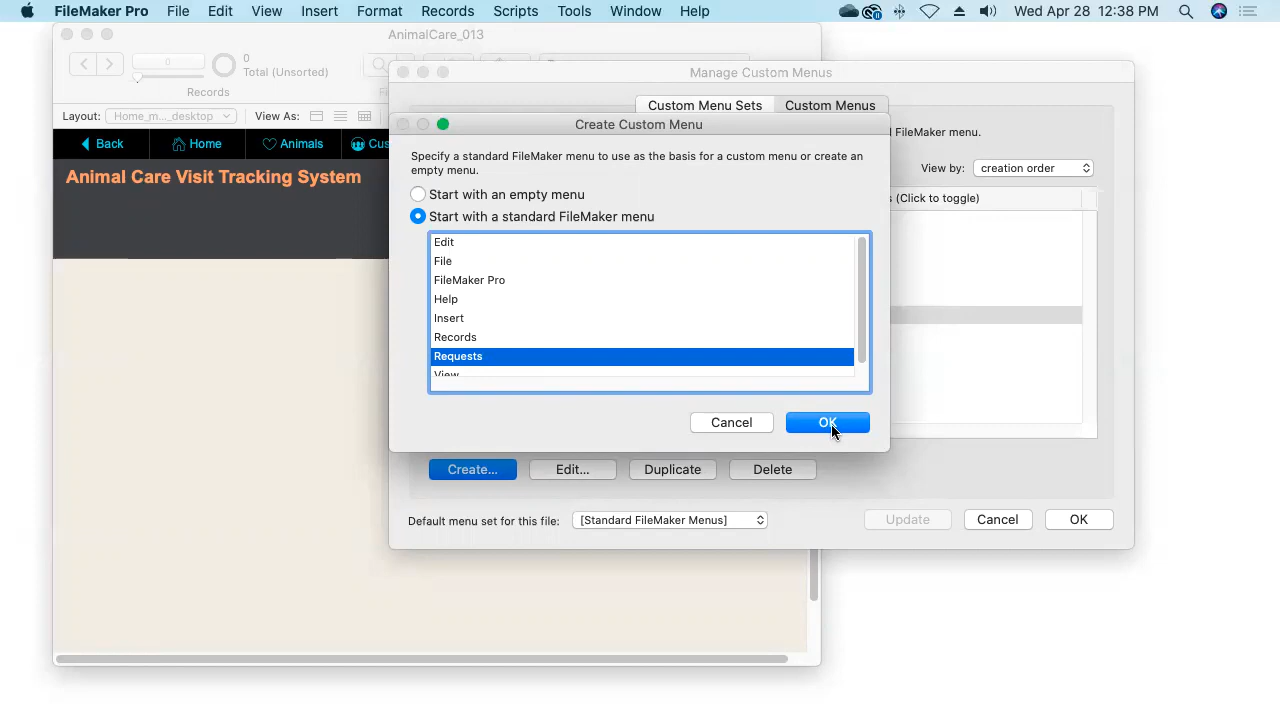 FileMaker Pro File Edit View Insert Format Records Scripts Tools Window Help Wed Apr 28 12:38 PM
AnimalCare_013
0
0
Total (Unsorted)
Records
Layout: Home_m..._desktop View As:
Back Home Animals Cus
Animal Care Visit Tracking System
Manage Custom Menus
Custom Menu Sets Custom Menus
FileMaker menu.
View by: creation order
(Click to toggle)
Create Custom Menu
Specify a standard FileMaker menu to use as the basis for a custom menu or create an
empty menu.
Start with an empty menu
Start with a standard FileMaker menu
Edit
File
FileMaker Pro
Help
Insert
Records
Requests
View
Cancel OK
Create... Edit... Duplicate Delete
Default menu set for this file: [Standard FileMaker Menus] Update Cancel OK